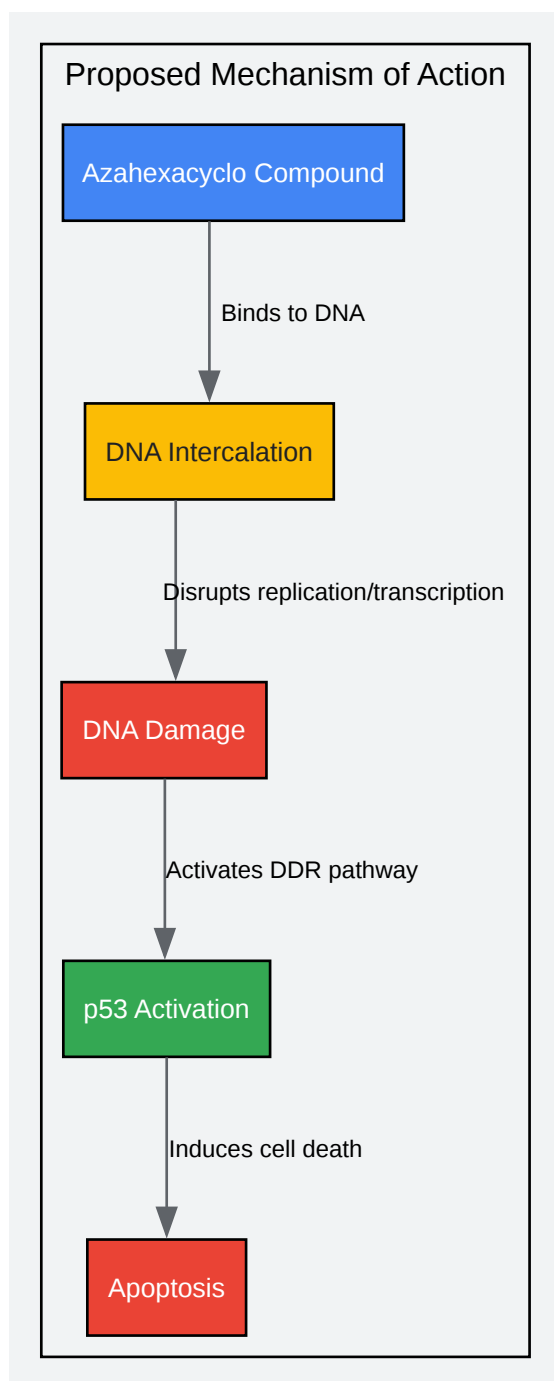 Proposed Mechanism of Action
Azahexacyclo Compound
Binds to DNA
DNA Intercalation
Disrupts replication/transcription
DNA Damage
Activates DDR pathway
p53 Activation
Induces cell death
Apoptosis